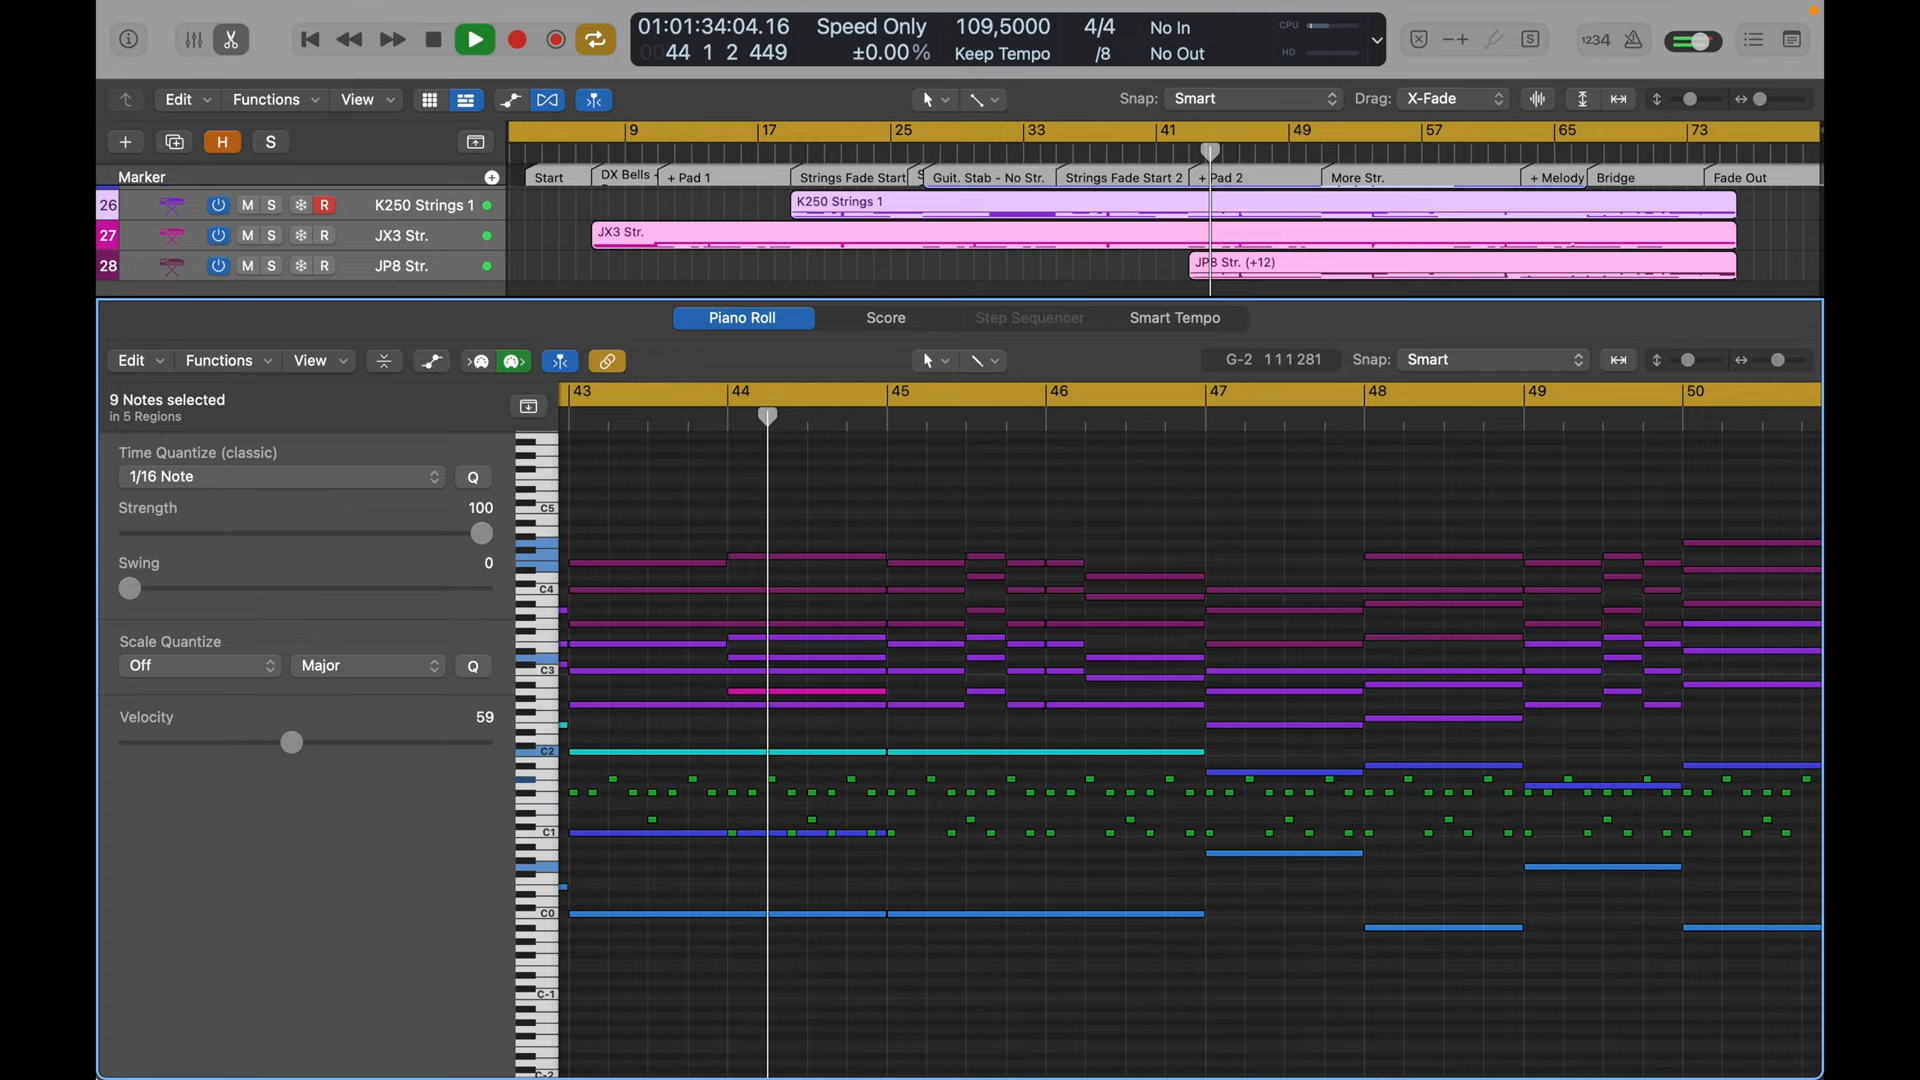 01:01:34:04.16 Speed Only 109,5000 4/4 No In CPU
0044 1 2 449 ±0.00% Keep Tempo /8 No Out HD
1234
Edit Functions View Snap: Smart Drag: X-Fade
H S 9 17 25 33 41 49 57 65 73
Marker Start DX Bells - + Pad 1 Strings Fade Start S Guit. Stab - No Str. Strings Fade Start 2 + Pad 2 More Str. + Melody Bridge Fade Out
26 M S R K250 Strings 1 K250 Strings 1
27 M S R JX3 Str. JX3 Str.
28 M S R JP8 Str. JP8 Str. (+12)
Piano Roll Score Step Sequencer Smart Tempo
Edit Functions View G-2 1 1 1 281 Snap: Smart
9 Notes selected 43 44 45 46 47 48 49 50
in 5 Regions
Time Quantize (classic)
1/16 Note Q
Strength 100
Swing 0
Scale Quantize
Off Major Q
Velocity 59
C5
C4
C3
C2
C1
C0
C-1
C-2